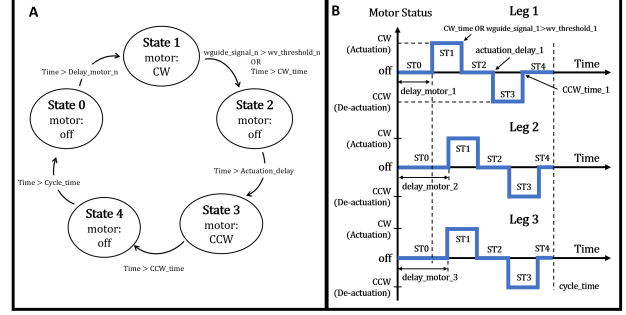 A
State 1
motor:
CW
wguide_signal_n > wv_threshold_n
OR
Time > CW_time
Time > Delay_motor_n
State 0
motor:
off
State 2
motor:
off
Time > Actuation_delay
Time > Cycle_time
State 4
motor:
off
State 3
motor:
CCW
Time > CCW_time
B
Motor Status
Leg 1
CW_time OR wguide_signal_1>wv_threshold_1
CW
(Actuation)
ST1
actuation_delay_1
Time
off
ST0
ST2
ST4
delay_motor_1
CCW_time_1
CCW
(De-actuation)
ST3
Leg 2
CW
(Actuation)
ST1
Time
off
ST0
ST2
ST4
delay_motor_2
CCW
(De-actuation)
ST3
Leg 3
CW
(Actuation)
ST1
Time
off
ST0
ST2
ST4
delay_motor_3
CCW
(De-actuation)
ST3
cycle_time